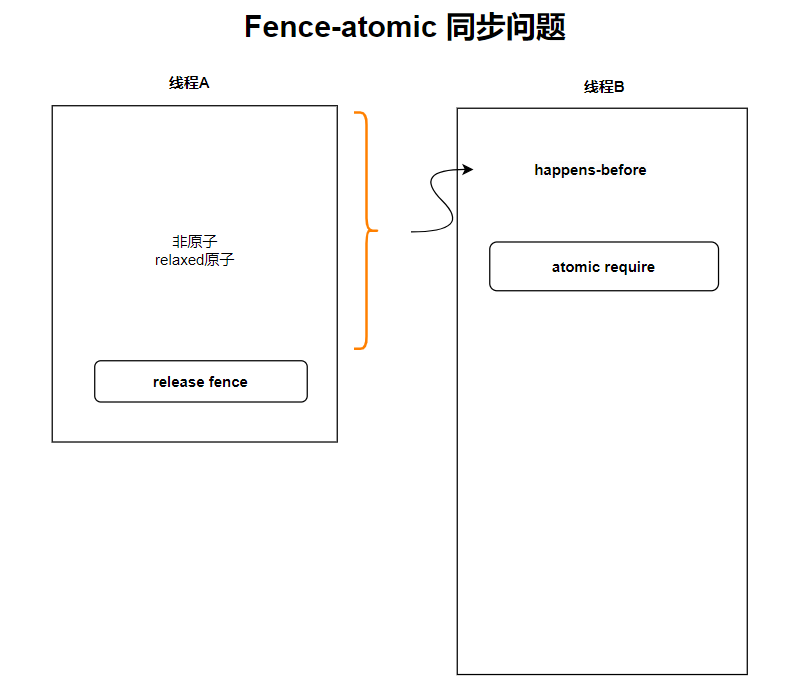 Fence-atomic 同步问题
线程A
线程B
happens-before
非原子
relaxed原子
atomic require
release fence